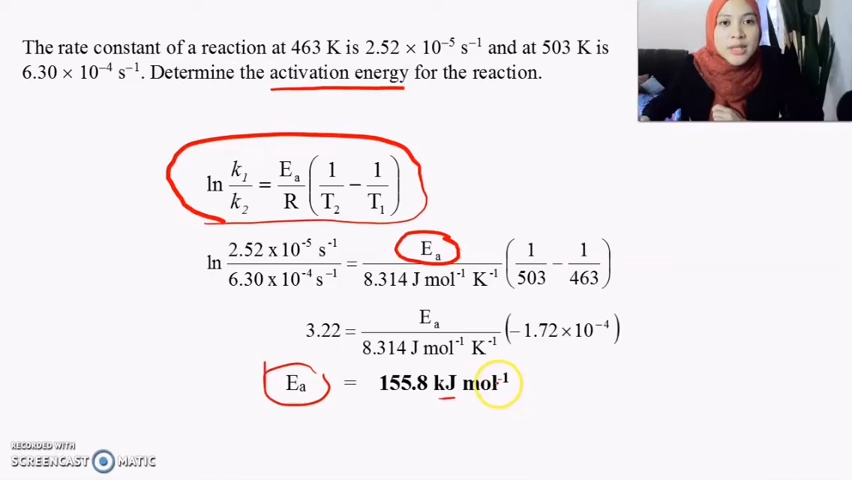 The rate constant of a reaction at 463 K is 2.52 × 10⁻⁵ s⁻¹ and at 503 K is
6.30 × 10⁻⁴ s⁻¹. Determine the activation energy for the reaction.
ln k₁/k₂ = Eₐ/R (1/T₂ − 1/T₁)
ln 2.52 x 10⁻⁵ s⁻¹/6.30 x 10⁻⁴ s⁻¹ = Eₐ/8.314 J mol⁻¹ K⁻¹ (1/503 − 1/463)
3.22 = Eₐ/8.314 J mol⁻¹ K⁻¹ (−1.72×10⁻⁴)
Eₐ = 155.8 kJ mol⁻¹
RECORDED WITH
SCREENCAST MATIC